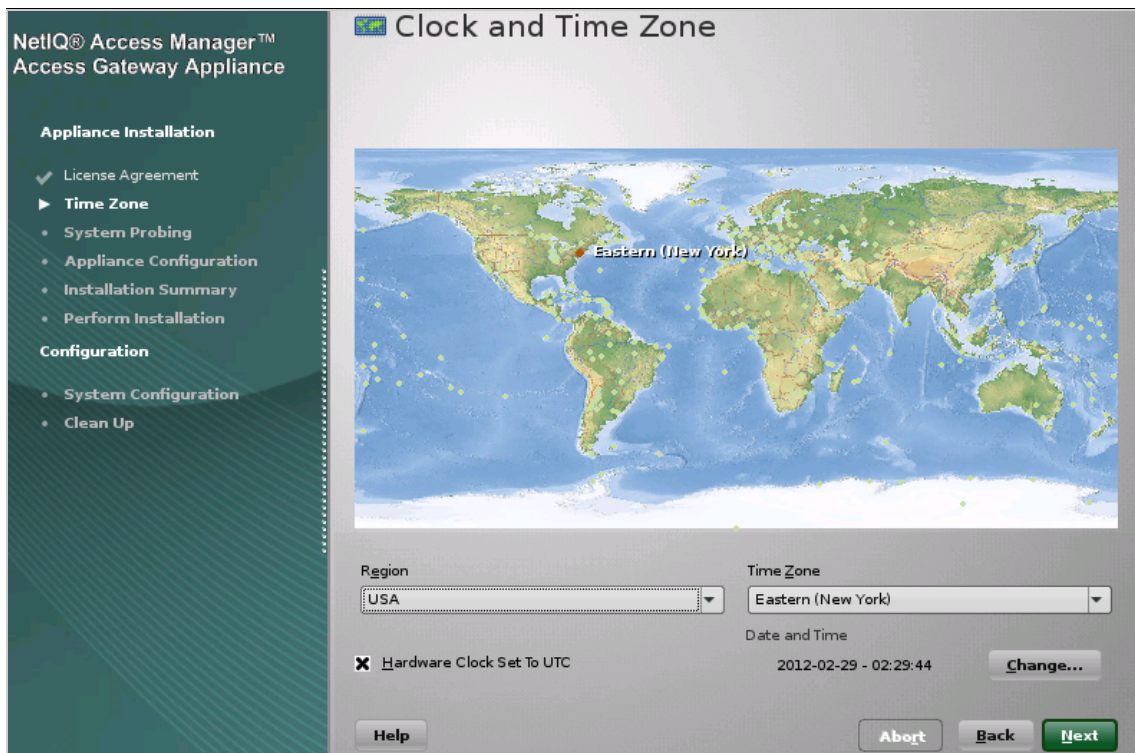 NetIQ® Access Manager™
Access Gateway Appliance
Appliance Installation
License Agreement
Time Zone
System Probing
Appliance Configuration
Installation Summary
Perform Installation
Configuration
System Configuration
Clean Up
Clock and Time Zone
Eastern (New York)
Region
USA
Time Zone
Eastern (New York)
Hardware Clock Set To UTC
Date and Time
2012-02-29 - 02:29:44
Change...
Help
Abort
Back
Next